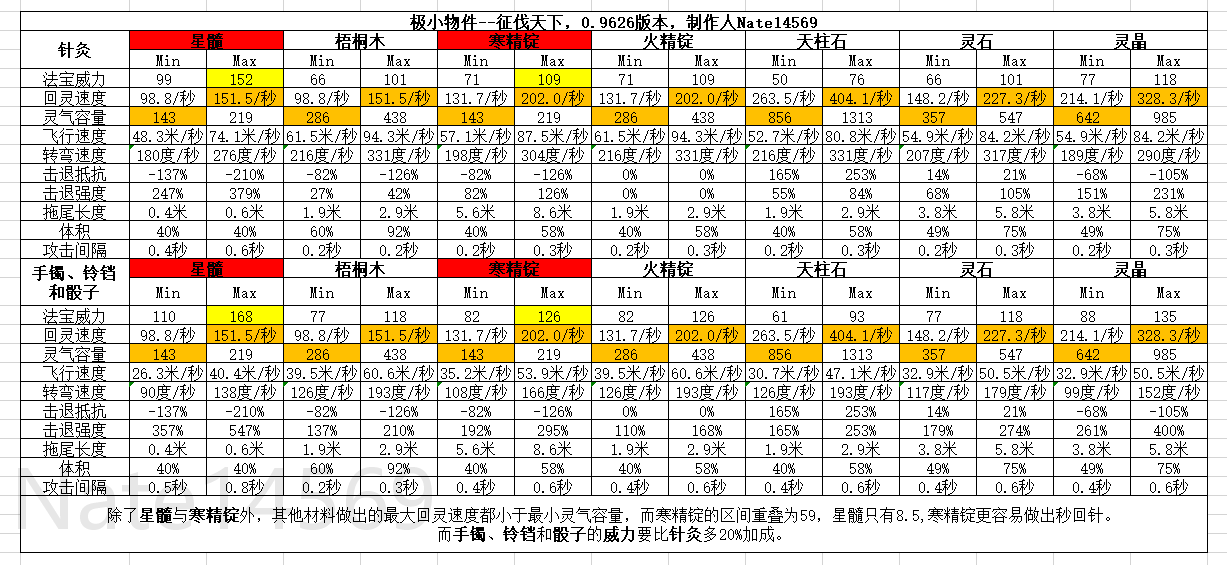 极小物件--征伐天下，0.9626版本，制作人Nate14569
针灸 星髓 梧桐木 寒精锭 火精锭 天柱石 灵石 灵晶
Min Max Min Max Min Max Min Max Min Max Min Max Min Max
法宝威力 99 152 66 101 71 109 71 109 50 76 66 101 77 118
回灵速度 98.8/秒 151.5/秒 98.8/秒 151.5/秒 131.7/秒 202.0/秒 131.7/秒 202.0/秒 263.5/秒 404.1/秒 148.2/秒 227.3/秒 214.1/秒 328.3/秒
灵气容量 143 219 286 438 143 219 286 438 856 1313 357 547 642 985
飞行速度 48.3米/秒 74.1米/秒 61.5米/秒 94.3米/秒 57.1米/秒 87.5米/秒 61.5米/秒 94.3米/秒 52.7米/秒 80.8米/秒 54.9米/秒 84.2米/秒 54.9米/秒 84.2米/秒
转弯速度 180度/秒 276度/秒 216度/秒 331度/秒 198度/秒 304度/秒 216度/秒 331度/秒 216度/秒 331度/秒 207度/秒 317度/秒 189度/秒 290度/秒
击退抵抗 -137% -210% -82% -126% -82% -126% 0% 0% 165% 253% 14% 21% -68% -105%
击退强度 247% 379% 27% 42% 82% 126% 0% 0% 55% 84% 68% 105% 151% 231%
拖尾长度 0.4米 0.6米 1.9米 2.9米 5.6米 8.6米 1.9米 2.9米 1.9米 2.9米 3.8米 5.8米 3.8米 5.8米
体积 40% 40% 60% 92% 40% 58% 40% 58% 40% 58% 49% 75% 49% 75%
攻击间隔 0.4秒 0.6秒 0.2秒 0.2秒 0.2秒 0.3秒 0.2秒 0.3秒 0.2秒 0.3秒 0.2秒 0.3秒 0.2秒 0.3秒
手镯、铃铛和骰子 星髓 梧桐木 寒精锭 火精锭 天柱石 灵石 灵晶
Min Max Min Max Min Max Min Max Min Max Min Max Min Max
法宝威力 110 168 77 118 82 126 82 126 61 93 77 118 88 135
回灵速度 98.8/秒 151.5/秒 98.8/秒 151.5/秒 131.7/秒 202.0/秒 131.7/秒 202.0/秒 263.5/秒 404.1/秒 148.2/秒 227.3/秒 214.1/秒 328.3/秒
灵气容量 143 219 286 438 143 219 286 438 856 1313 357 547 642 985
飞行速度 26.3米/秒 40.4米/秒 39.5米/秒 60.6米/秒 35.2米/秒 53.9米/秒 39.5米/秒 60.6米/秒 30.7米/秒 47.1米/秒 32.9米/秒 50.5米/秒 32.9米/秒 50.5米/秒
转弯速度 90度/秒 138度/秒 126度/秒 193度/秒 108度/秒 166度/秒 126度/秒 193度/秒 126度/秒 193度/秒 117度/秒 179度/秒 99度/秒 152度/秒
击退抵抗 -137% -210% -82% -126% -82% -126% 0% 0% 165% 253% 14% 21% -68% -105%
击退强度 357% 547% 137% 210% 192% 295% 110% 168% 165% 253% 179% 274% 261% 400%
拖尾长度 0.4米 0.6米 1.9米 2.9米 5.6米 8.6米 1.9米 2.9米 1.9米 2.9米 3.8米 5.8米 3.8米 5.8米
体积 40% 40% 60% 92% 40% 58% 40% 58% 40% 58% 49% 75% 49% 75%
攻击间隔 0.5秒 0.8秒 0.2秒 0.3秒 0.4秒 0.6秒 0.4秒 0.6秒 0.4秒 0.6秒 0.4秒 0.6秒 0.4秒 0.6秒
除了星髓与寒精锭外，其他材料做出的最大回灵速度都小于最小灵气容量，而寒精锭的区间重叠为59，星髓只有8.5,寒精锭更容易做出秒回针。
而手镯、铃铛和骰子的威力要比针灸多20%加成。
Nate14569